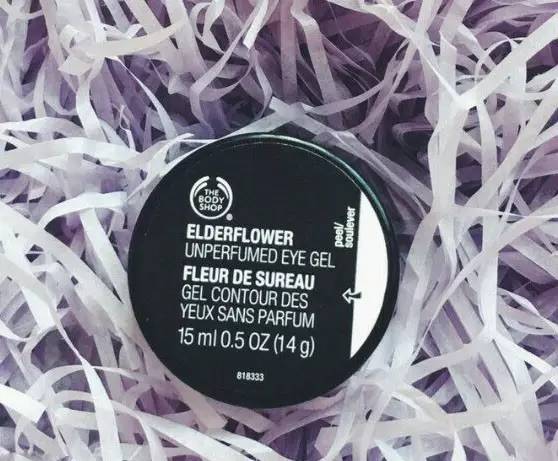 THE
BODY
SHOP
ELDERFLOWER
UNPERFUMED EYE GEL
FLEUR DE SUREAU
GEL CONTOUR DES
YEUX SANS PARFUM
15 ml 0.5 OZ (14 g)
818333
peel/
soulever